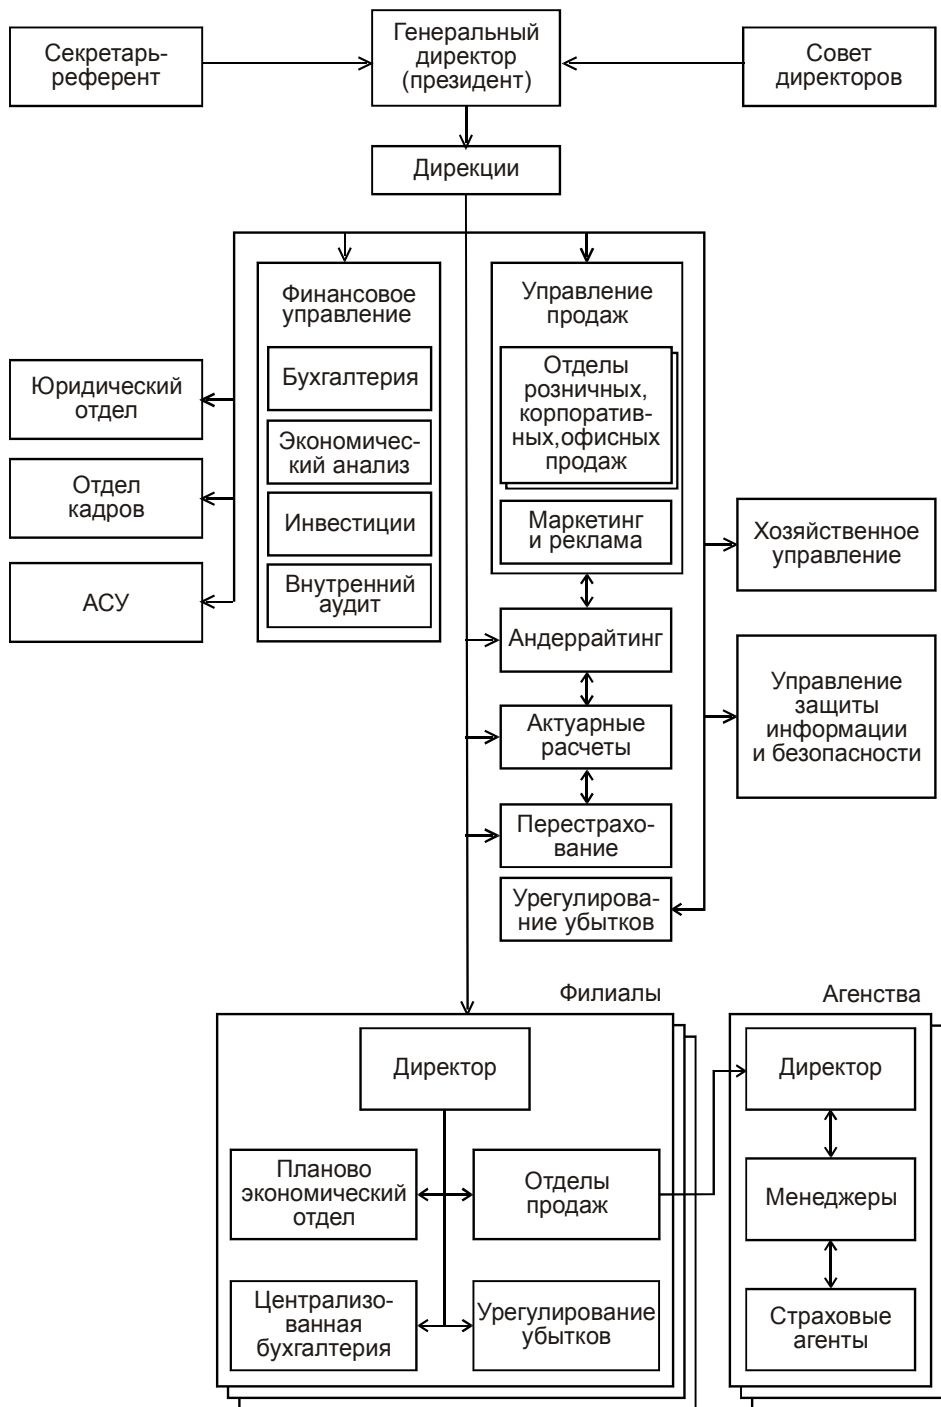 Секретарь-
референт
Генеральный
директор
(президент)
Совет
директоров
Дирекции
Финансовое
управление
Бухгалтерия
Экономичес-
кий анализ
Инвестиции
Внутренний
аудит
Управление
продаж
Отделы
розничных,
корпоратив-
ных,офисных
продаж
Маркетинг
и реклама
Юридический
отдел
Отдел
кадров
АСУ
Хозяйственное
управление
Андеррайтинг
Управление
защиты
информации
и безопасности
Актуарные
расчеты
Перестрахо-
вание
Урегулирова-
ние убытков
Филиалы
Директор
Планово
экономический
отдел
Отделы
продаж
Централизо-
ванная
бухгалтерия
Урегулирование
убытков
Агенства
Директор
Менеджеры
Страховые
агенты